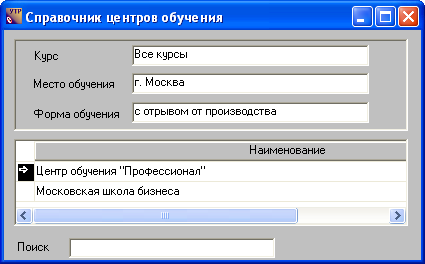 УТР Справочник центров обучения
Курс Все курсы
Место обучения г. Москва
Форма обучения с отрывом от производства
Наименование
Центр обучения "Профессионал"
Московская школа бизнеса
Поиск